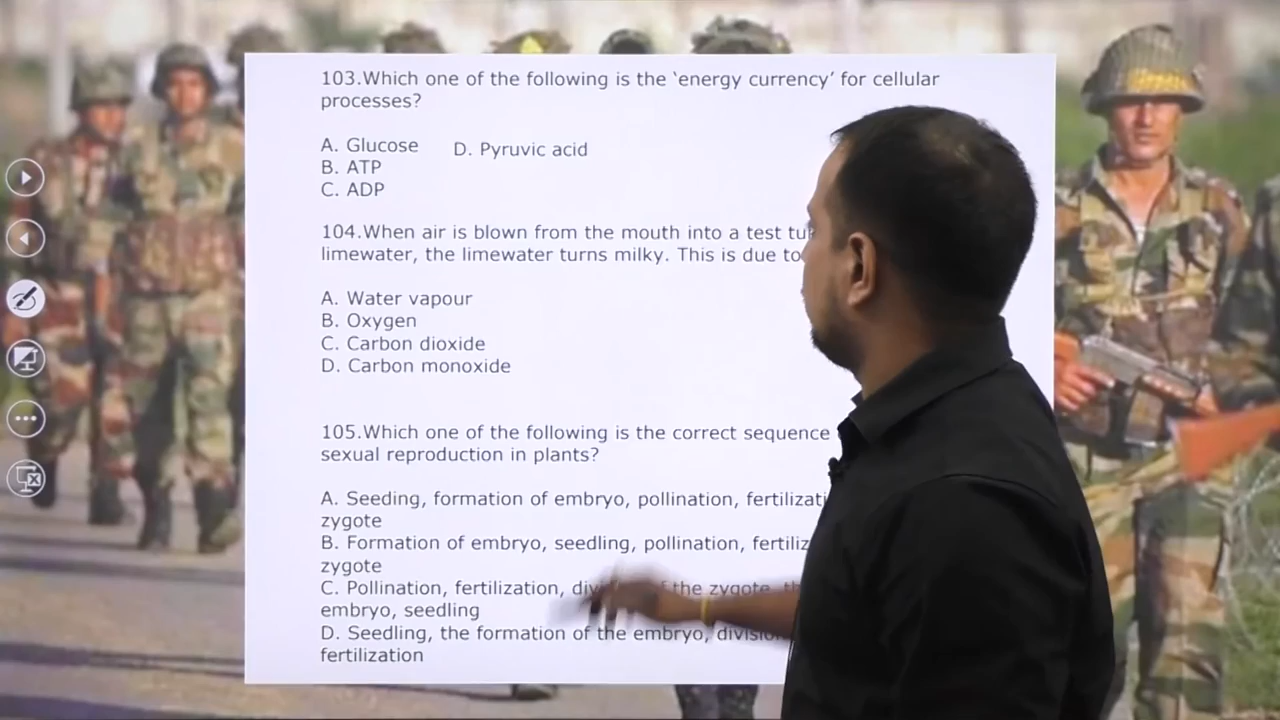 103.Which one of the following is the ‘energy currency’ for cellular
processes?
A. Glucose
D. Pyruvic acid
B. ATP
C. ADP
104.When air is blown from the mouth into a test
limewater, the limewater turns milky. This is due to
A. Water vapour
B. Oxygen
C. Carbon dioxide
D. Carbon monoxide
105.Which one of the following is the correct sequence
sexual reproduction in plants?
A. Seeding, formation of embryo, pollination,
zygote
B. Formation of embryo, seedling, pollination,
zygote
C. Pollination, fertilization, the zygote,
embryo, seedling
D. Seedling, the formation of the embryo,
fertilization